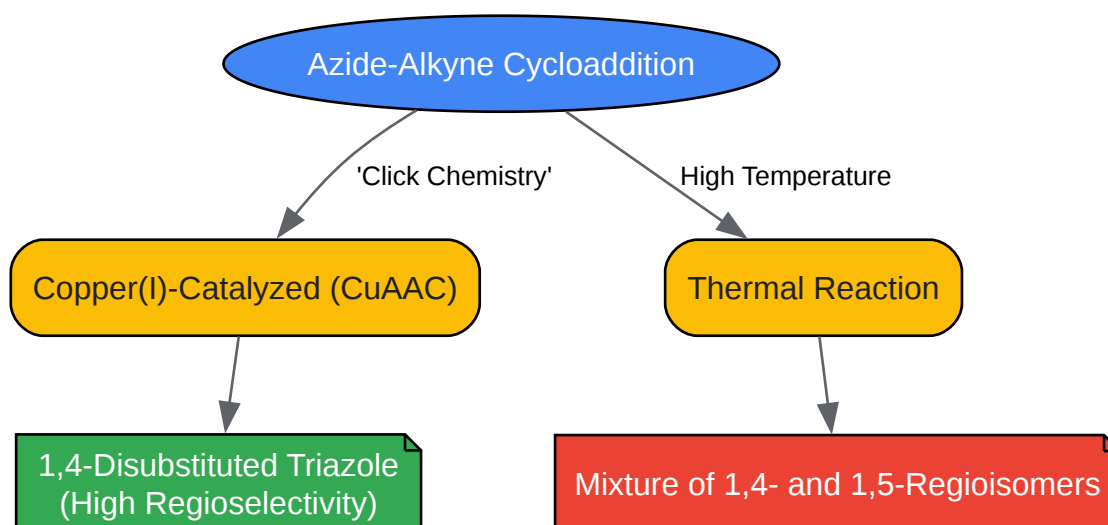 Azide-Alkyne Cycloaddition
'Click Chemistry'
High Temperature
Copper(I)-Catalyzed (CuAAC)
Thermal Reaction
1,4-Disubstituted Triazole
(High Regioselectivity)
Mixture of 1,4- and 1,5-Regioisomers